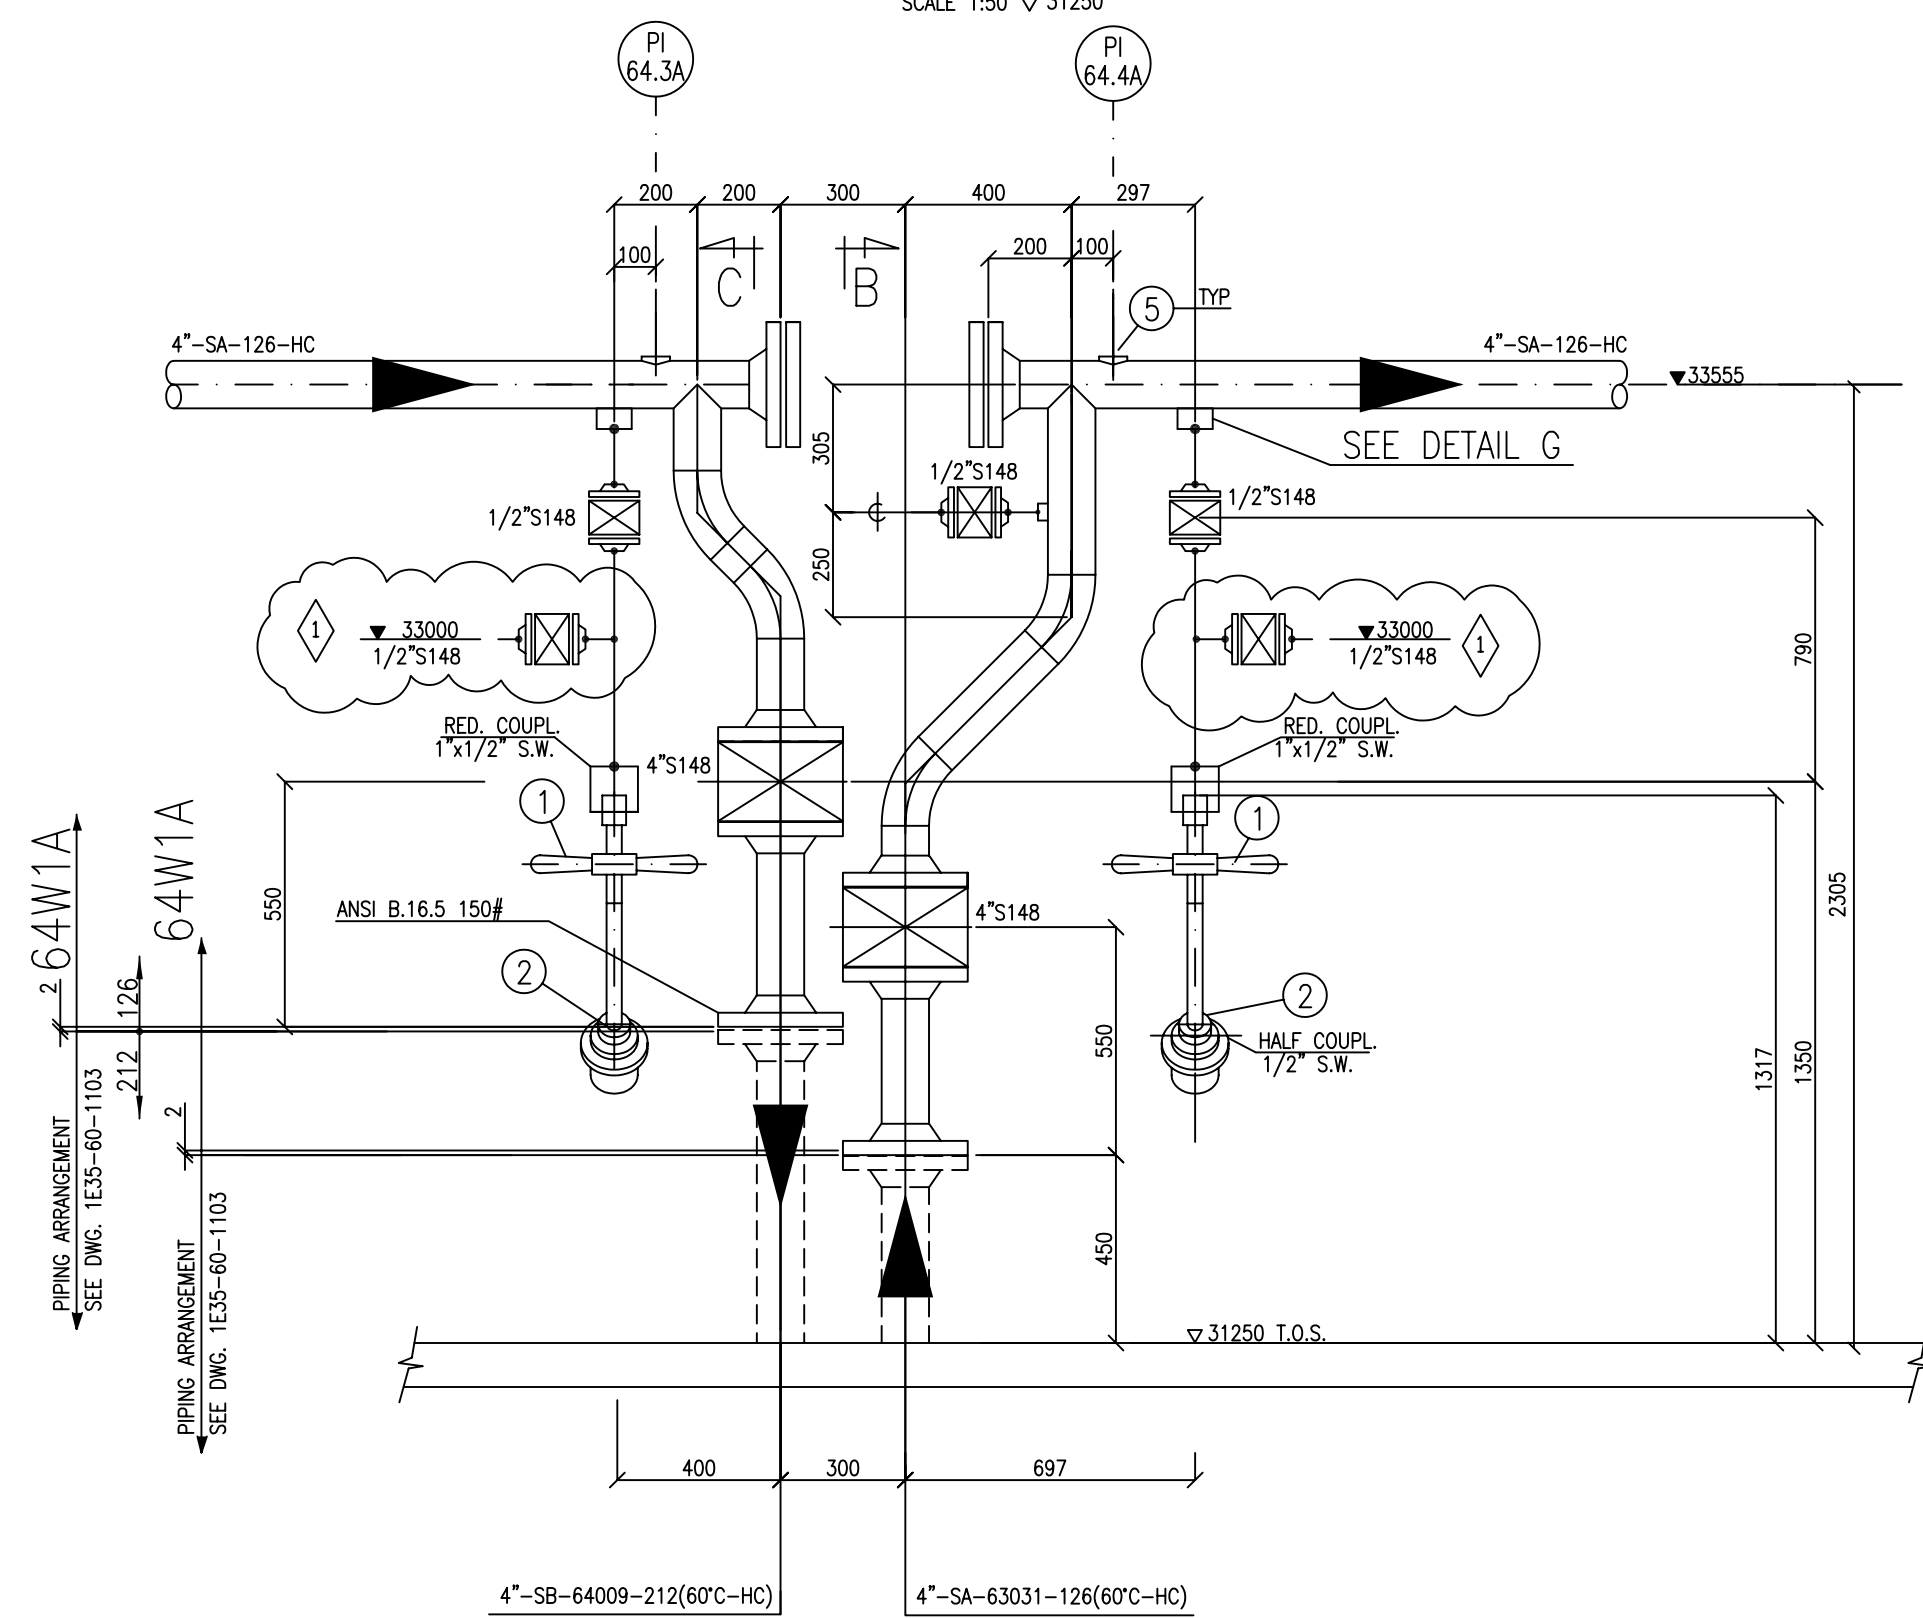 SCALE 1:50 ▽ 31250
PI
64.3A
PI
64.4A
200
200
300
400
297
100
C
B
200
100
5
TYP
4"-SA-126-HC
4"-SA-126-HC
33555
305
SEE DETAIL G
1/2"S148
1/2"S148
1/2"S148
250
1
33000
1/2"S148
33000
1/2"S148
1
790
RED. COUPL.
1"x1/2" S.W.
RED. COUPL.
1"x1/2" S.W.
4"S148
1
1
64W1A
64W1A
550
ANSI B.16.5 150#
4"S148
2305
2
126
212
2
2
HALF COUPL.
1/2" S.W.
550
1317
1350
2
PIPING ARRANGEMENT
SEE DWG. 1E35-60-1103
PIPING ARRANGEMENT
SEE DWG. 1E35-60-1103
450
31250 T.O.S.
400
300
697
4"-SB-64009-212(60°C-HC)
4"-SA-63031-126(60°C-HC)